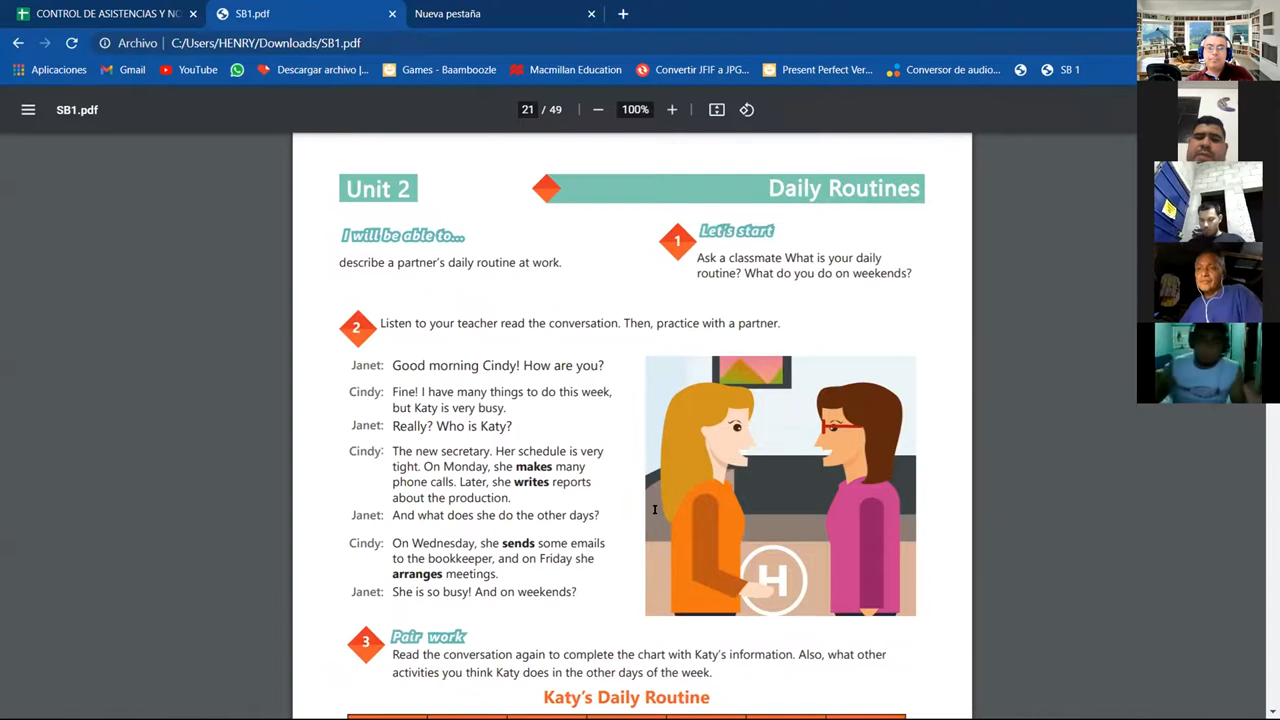 CONTROL DE ASISTENCIAS Y NO
SB1.pdf
Nueva pestaña
Archivo
C:/Users/HENRY/Downloads/SB1.pdf
Aplicaciones
Gmail
YouTube
Descargar archivo |...
Games - Baamboozle
Macmillan Education
Convertir JFIF a JPG...
Present Perfect Ver...
Conversor de audio...
SB 1
SB1.pdf
21 / 49
100%
Unit 2
Daily Routines
I will be able to...
describe a partner's daily routine at work.
1
Let's start
Ask a classmate What is your daily
routine? What do you do on weekends?
2
Listen to your teacher read the conversation. Then, practice with a partner.
Janet: Good morning Cindy! How are you?
Cindy: Fine! I have many things to do this week,
but Katy is very busy.
Janet: Really? Who is Katy?
Cindy: The new secretary. Her schedule is very
tight. On Monday, she makes many
phone calls. Later, she writes reports
about the production.
Janet: And what does she do the other days?
Cindy: On Wednesday, she sends some emails
to the bookkeeper, and on Friday she
arranges meetings.
Janet: She is so busy! And on weekends?
H
3
Pair work
Read the conversation again to complete the chart with Katy's information. Also, what other
activities you think Katy does in the other days of the week.
Katy's Daily Routine